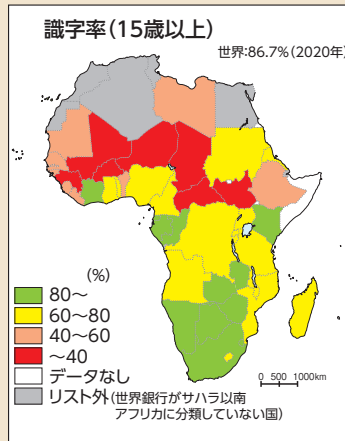 識字率(15歳以上)
世界:86.7%(2020年)
(%)
80~
60~80
40~60
~40
データなし
リスト外(世界銀行がサハラ以南
アフリカに分類していない国)
0 500 1000km